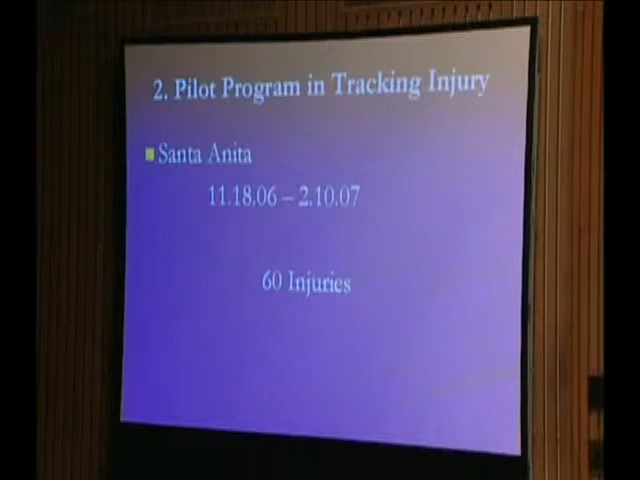 2. Pilot Program in Tracking Injury
Santa Anita
11.18.06 – 2.10.07
60 Injuries